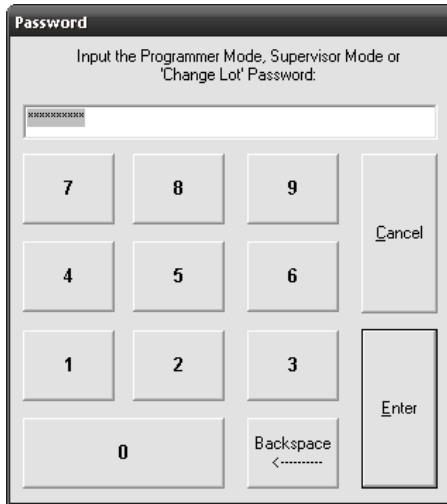 Password
Input the Programmer Mode, Supervisor Mode or
'Change Lot' Password:
**********
7 8 9
Cancel
4 5 6
1 2 3
Enter
0 Backspace
<---------